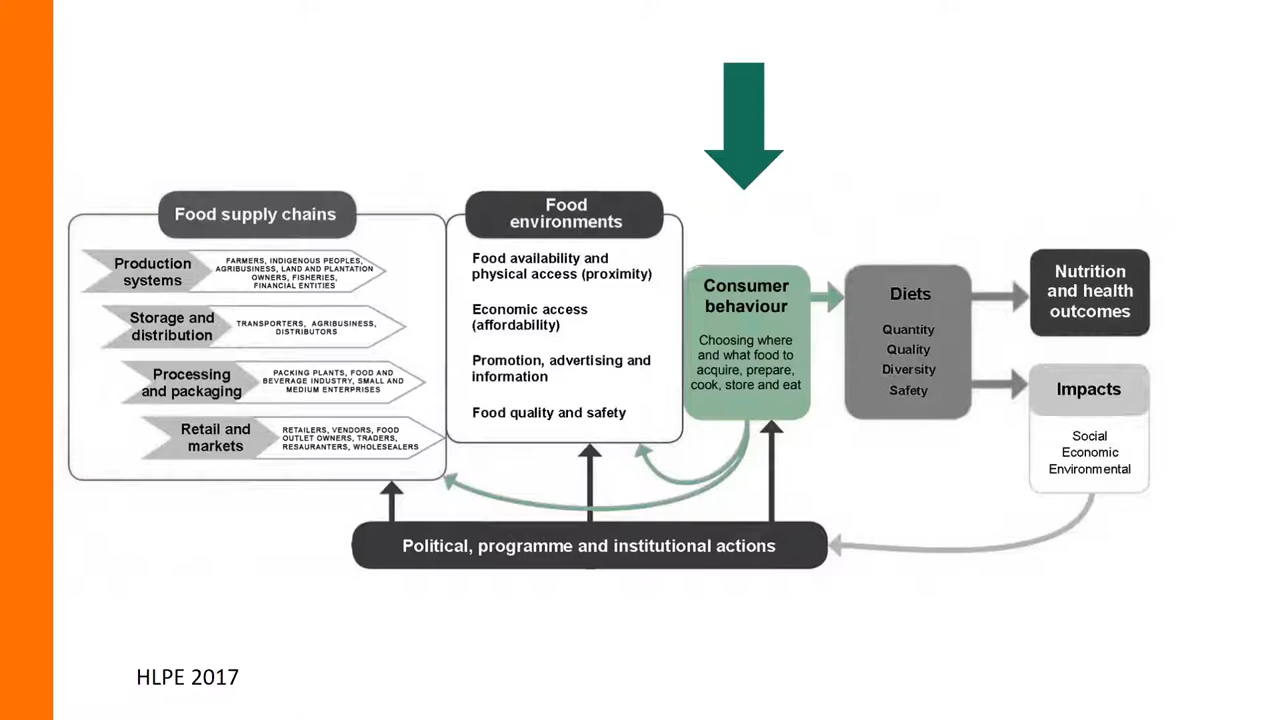 Food supply chains
Production
systems
FARMERS, INDIGENOUS PEOPLES,
AGRIBUSINESS, LAND AND PLANTATION
OWNERS, FISHERIES,
FINANCIAL ENTITIES
Storage and
distribution
TRANSPORTERS, AGRIBUSINESS,
DISTRIBUTORS
Processing
and packaging
PACKING PLANTS, FOOD AND
BEVERAGE INDUSTRY, SMALL AND
MEDIUM ENTERPRISES
Retail and
markets
RETAILERS, VENDORS, FOOD
OUTLET OWNERS, TRADERS,
RESAURANTERS, WHOLESEALERS
Food
environments
Food availability and
physical access (proximity)
Economic access
(affordability)
Promotion, advertising and
information
Food quality and safety
Consumer
behaviour
Choosing where
and what food to
acquire, prepare,
cook, store and eat
Diets
Quantity
Quality
Diversity
Safety
Nutrition
and health
outcomes
Impacts
Social
Economic
Environmental
Political, programme and institutional actions
HLPE 2017